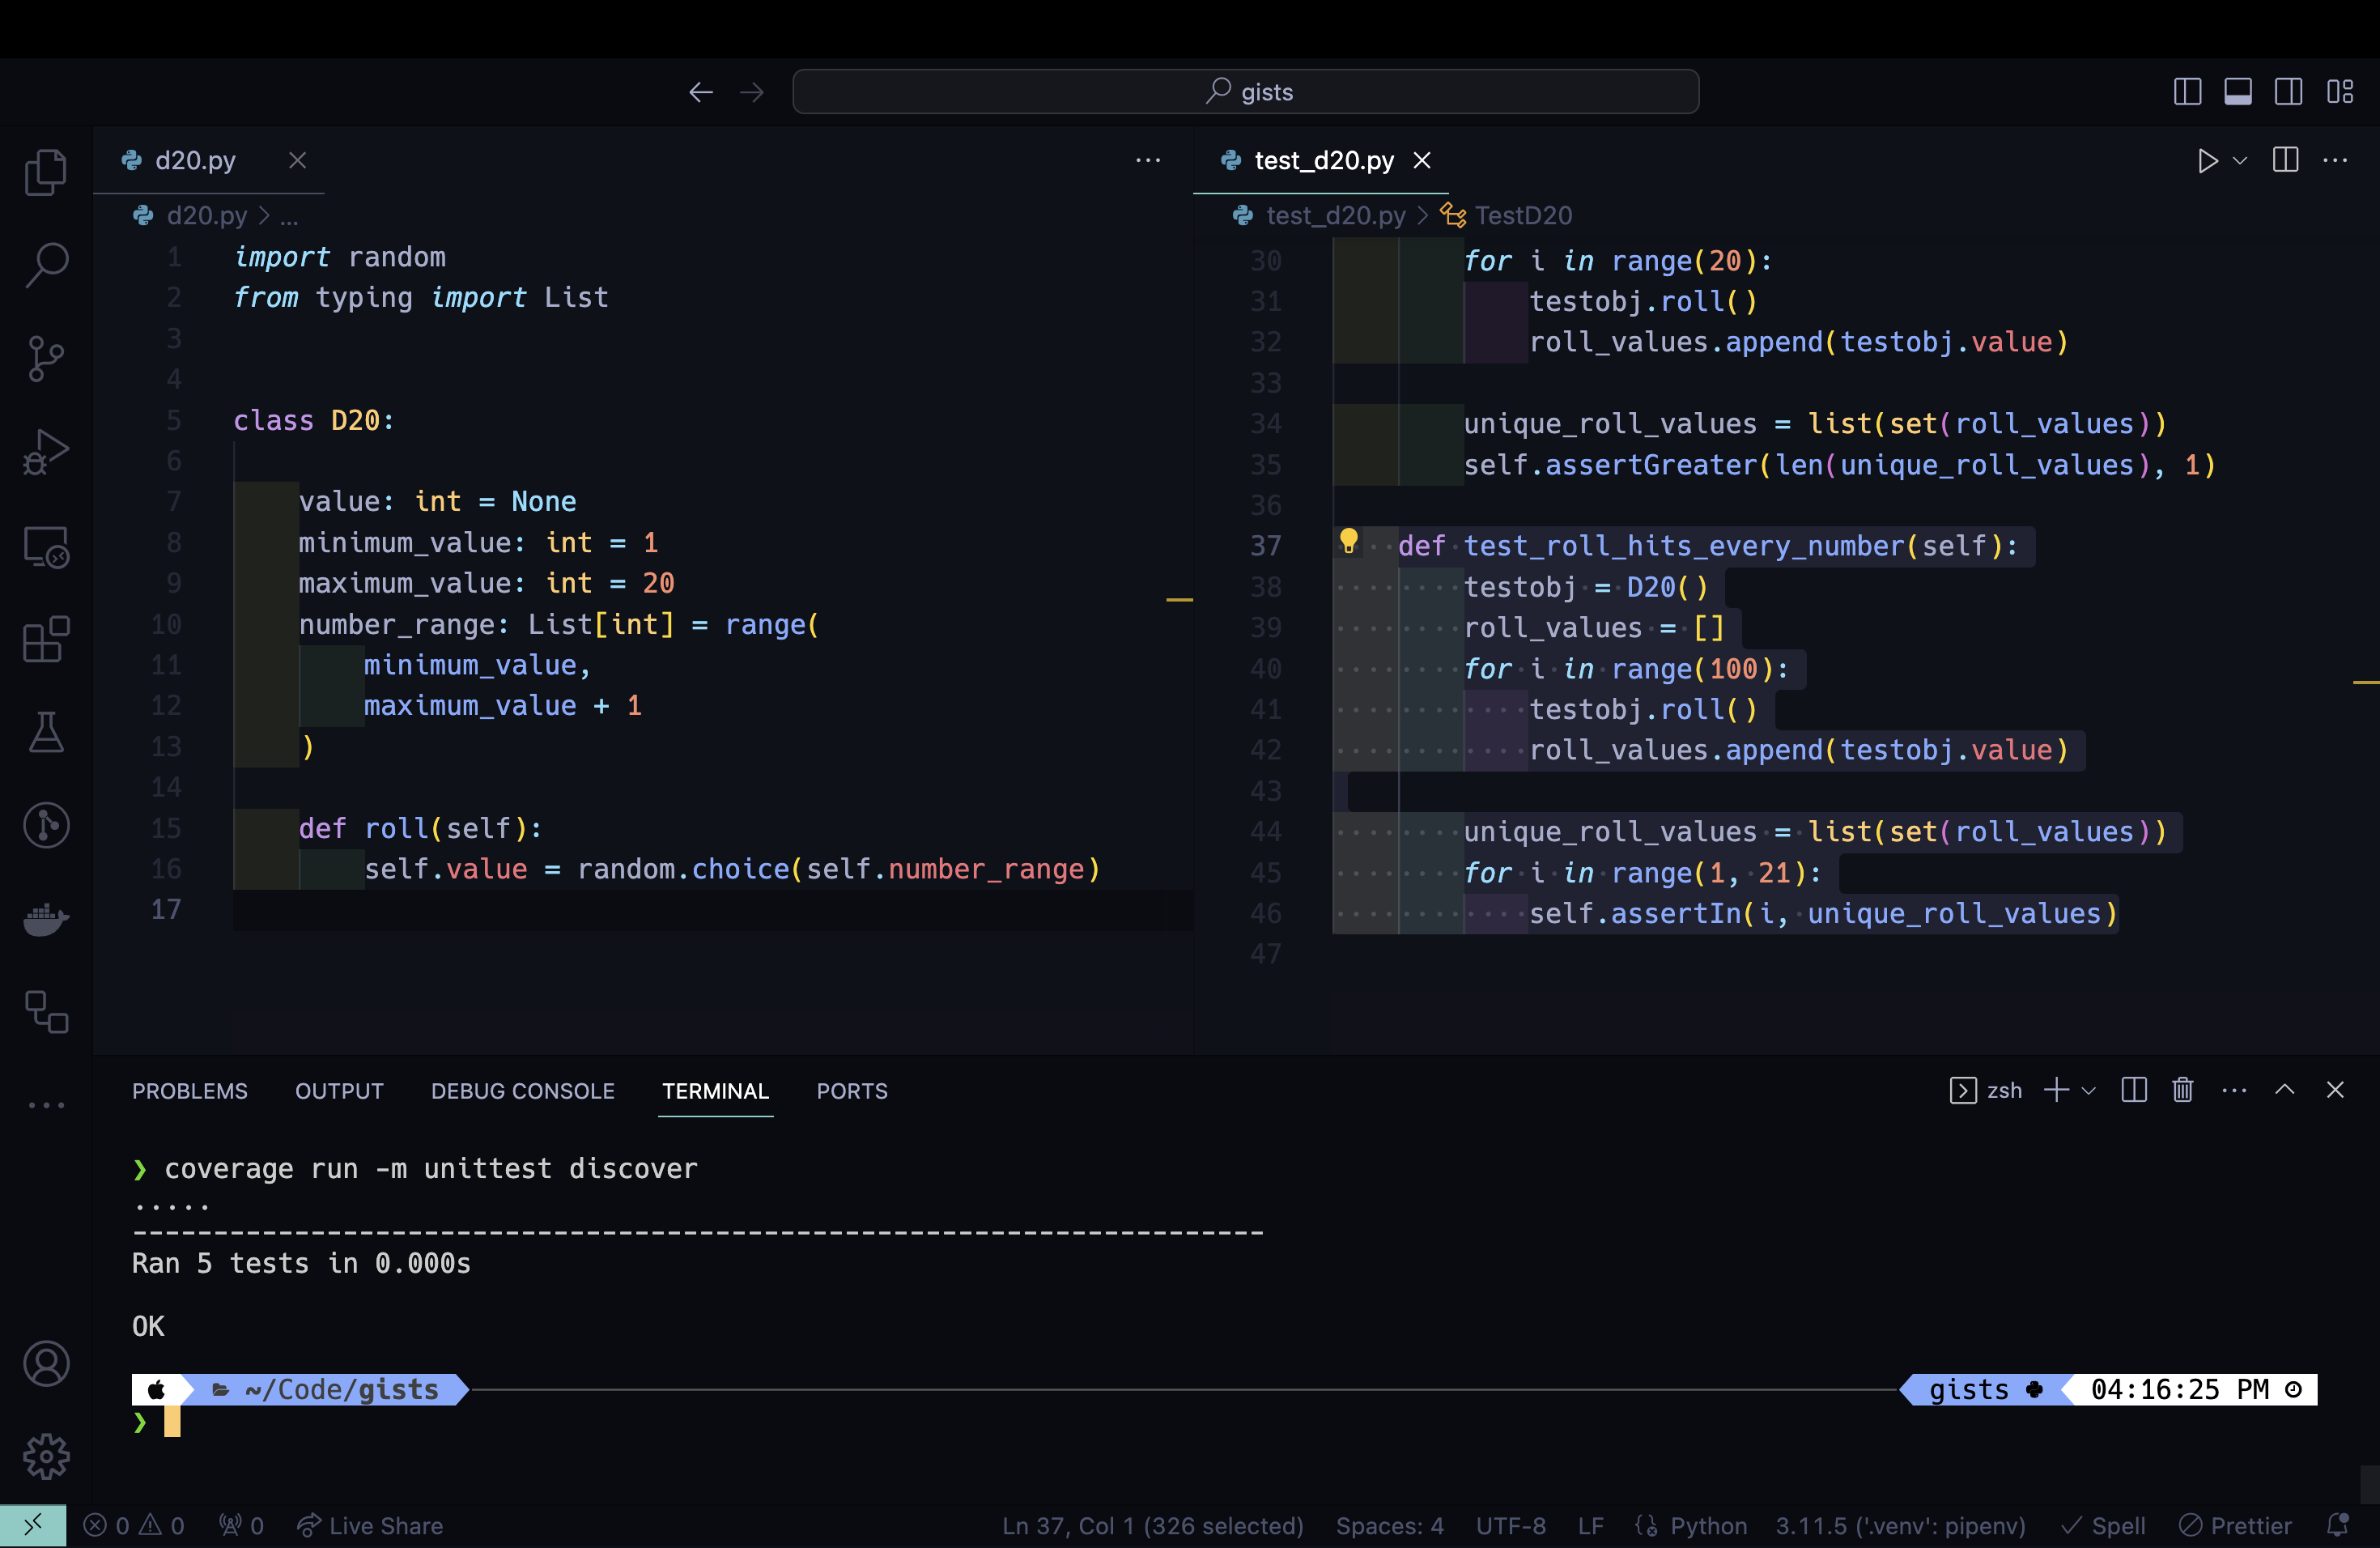 gists
d20.py
d20.py > ...
1 import random
2 from typing import List
3
4
5 class D20:
6
7     value: int = None
8     minimum_value: int = 1
9     maximum_value: int = 20
10     number_range: List[int] = range(
11         minimum_value,
12         maximum_value + 1
13     )
14
15     def roll(self):
16         self.value = random.choice(self.number_range)
17
test_d20.py
test_d20.py > TestD20
30         for i in range(20):
31             testobj.roll()
32             roll_values.append(testobj.value)
33
34         unique_roll_values = list(set(roll_values))
35         self.assertGreater(len(unique_roll_values), 1)
36
37     def test_roll_hits_every_number(self):
38         testobj = D20()
39         roll_values = []
40         for i in range(100):
41             testobj.roll()
42             roll_values.append(testobj.value)
43
44         unique_roll_values = list(set(roll_values))
45         for i in range(1, 21):
46             self.assertIn(i, unique_roll_values)
47
PROBLEMS OUTPUT DEBUG CONSOLE TERMINAL PORTS zsh
❯ coverage run -m unittest discover
.....
----------------------------------------------------------------------
Ran 5 tests in 0.000s
OK
~/Code/gists gists 04:16:25 PM
❯
0 0 0 Live Share Ln 37, Col 1 (326 selected) Spaces: 4 UTF-8 LF Python 3.11.5 ('.venv': pipenv) Spell Prettier